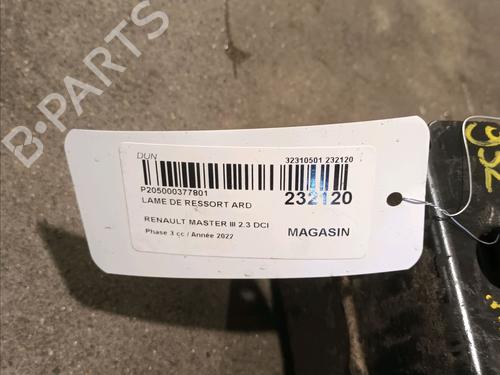 B-PARTS
DUN
32310501 232120
P205000377801
LAME DE RESSORT ARD
232120
RENAULT MASTER III 2.3 DCI
Phase 3 cc / Année 2022
MAGASIN